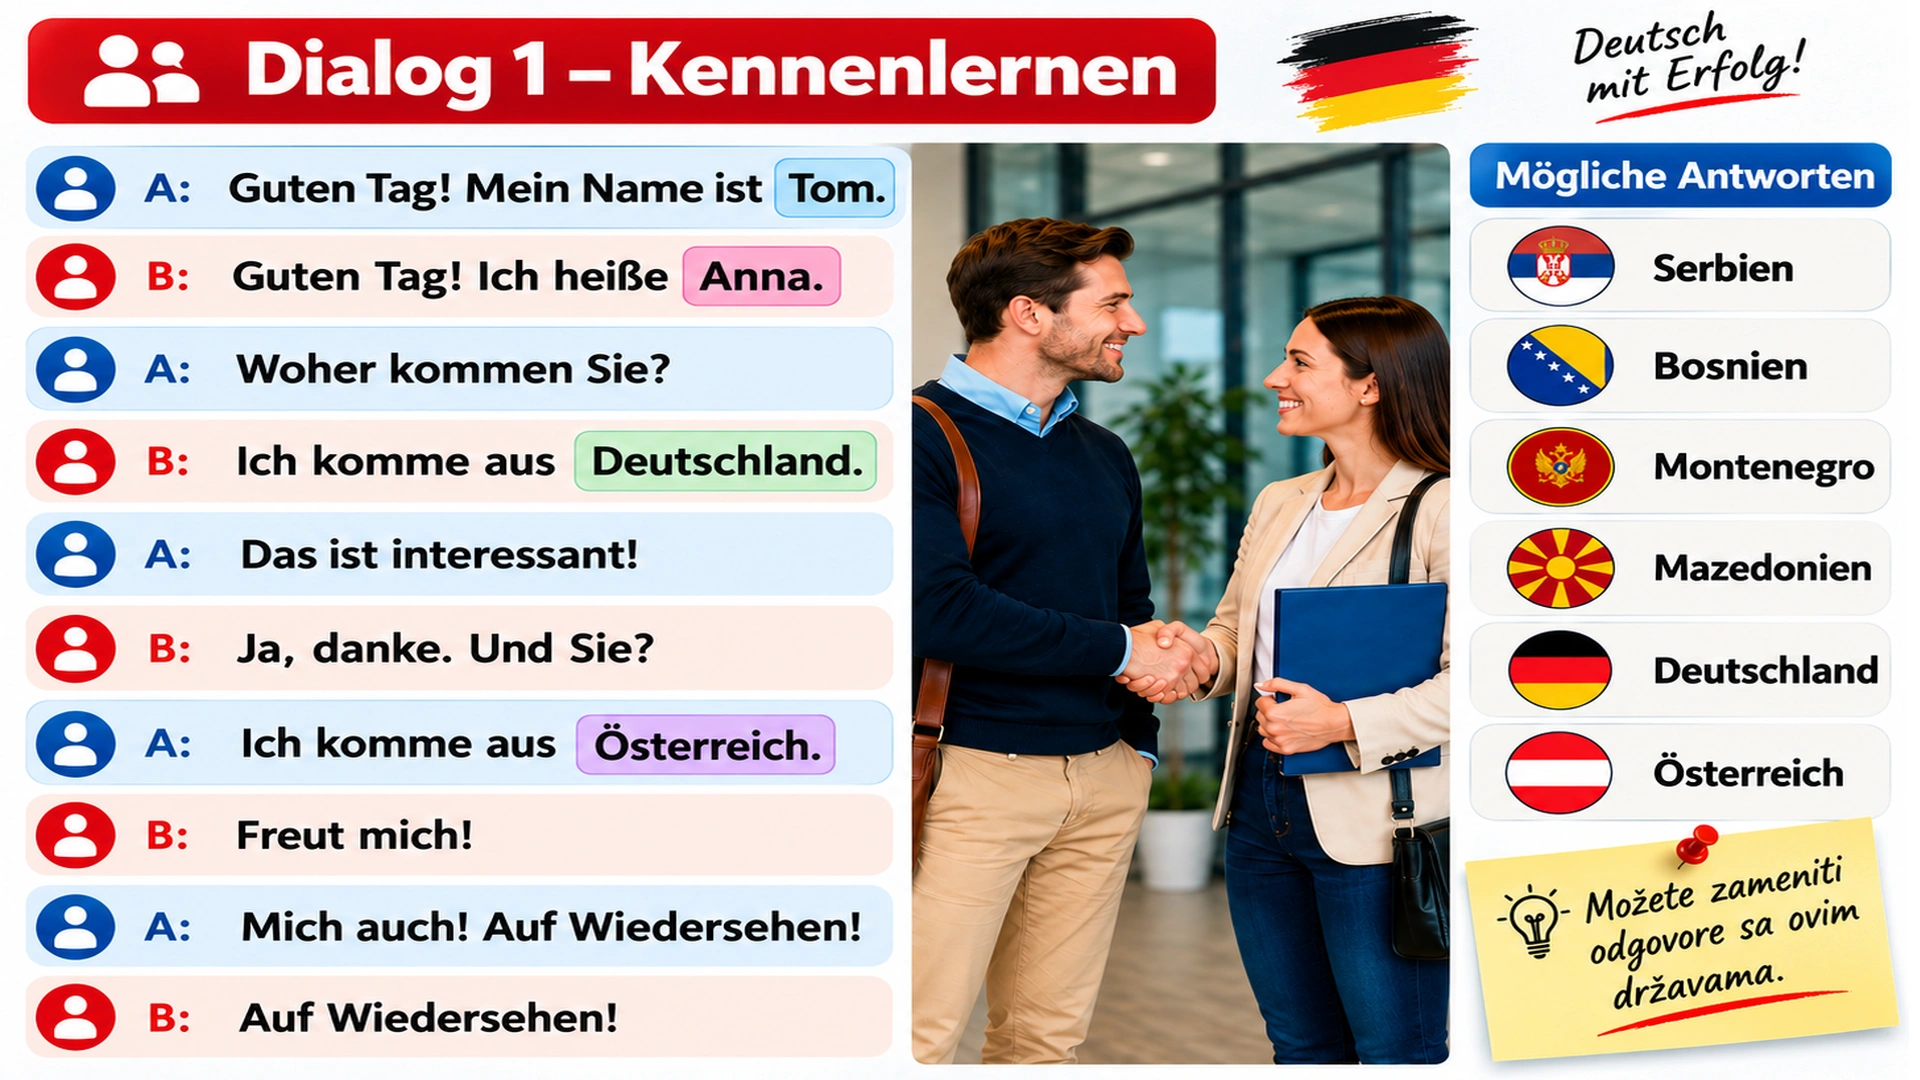 Dialog 1 – Kennenlernen
Deutsch
mit Erfolg!
A: Guten Tag! Mein Name ist Tom.
B: Guten Tag! Ich heiße Anna.
A: Woher kommen Sie?
B: Ich komme aus Deutschland.
A: Das ist interessant!
B: Ja, danke. Und Sie?
A: Ich komme aus Österreich.
B: Freut mich!
A: Mich auch! Auf Wiedersehen!
B: Auf Wiedersehen!
Mögliche Antworten
Serbien
Bosnien
Montenegro
Mazedonien
Deutschland
Österreich
Možete zameniti
odgovore sa ovim
državama.